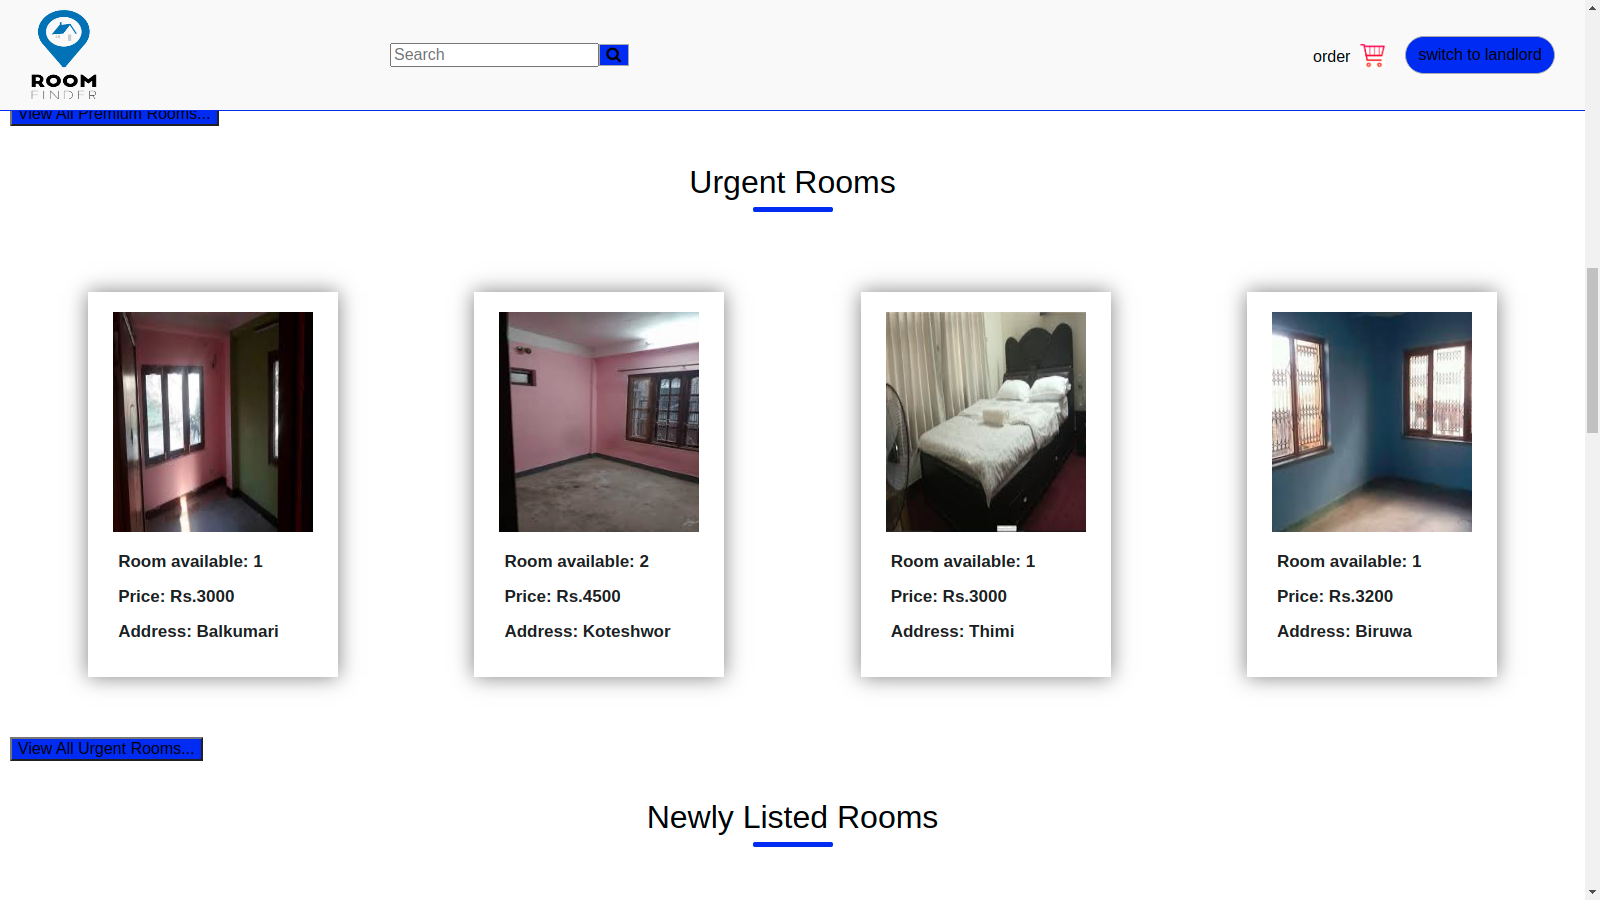 ROOM
FINDER
Search
order
switch to landlord
View All Premium Rooms...
Urgent Rooms
Room available: 1
Price: Rs.3000
Address: Balkumari
Room available: 2
Price: Rs.4500
Address: Koteshwor
Room available: 1
Price: Rs.3000
Address: Thimi
Room available: 1
Price: Rs.3200
Address: Biruwa
View All Urgent Rooms...
Newly Listed Rooms